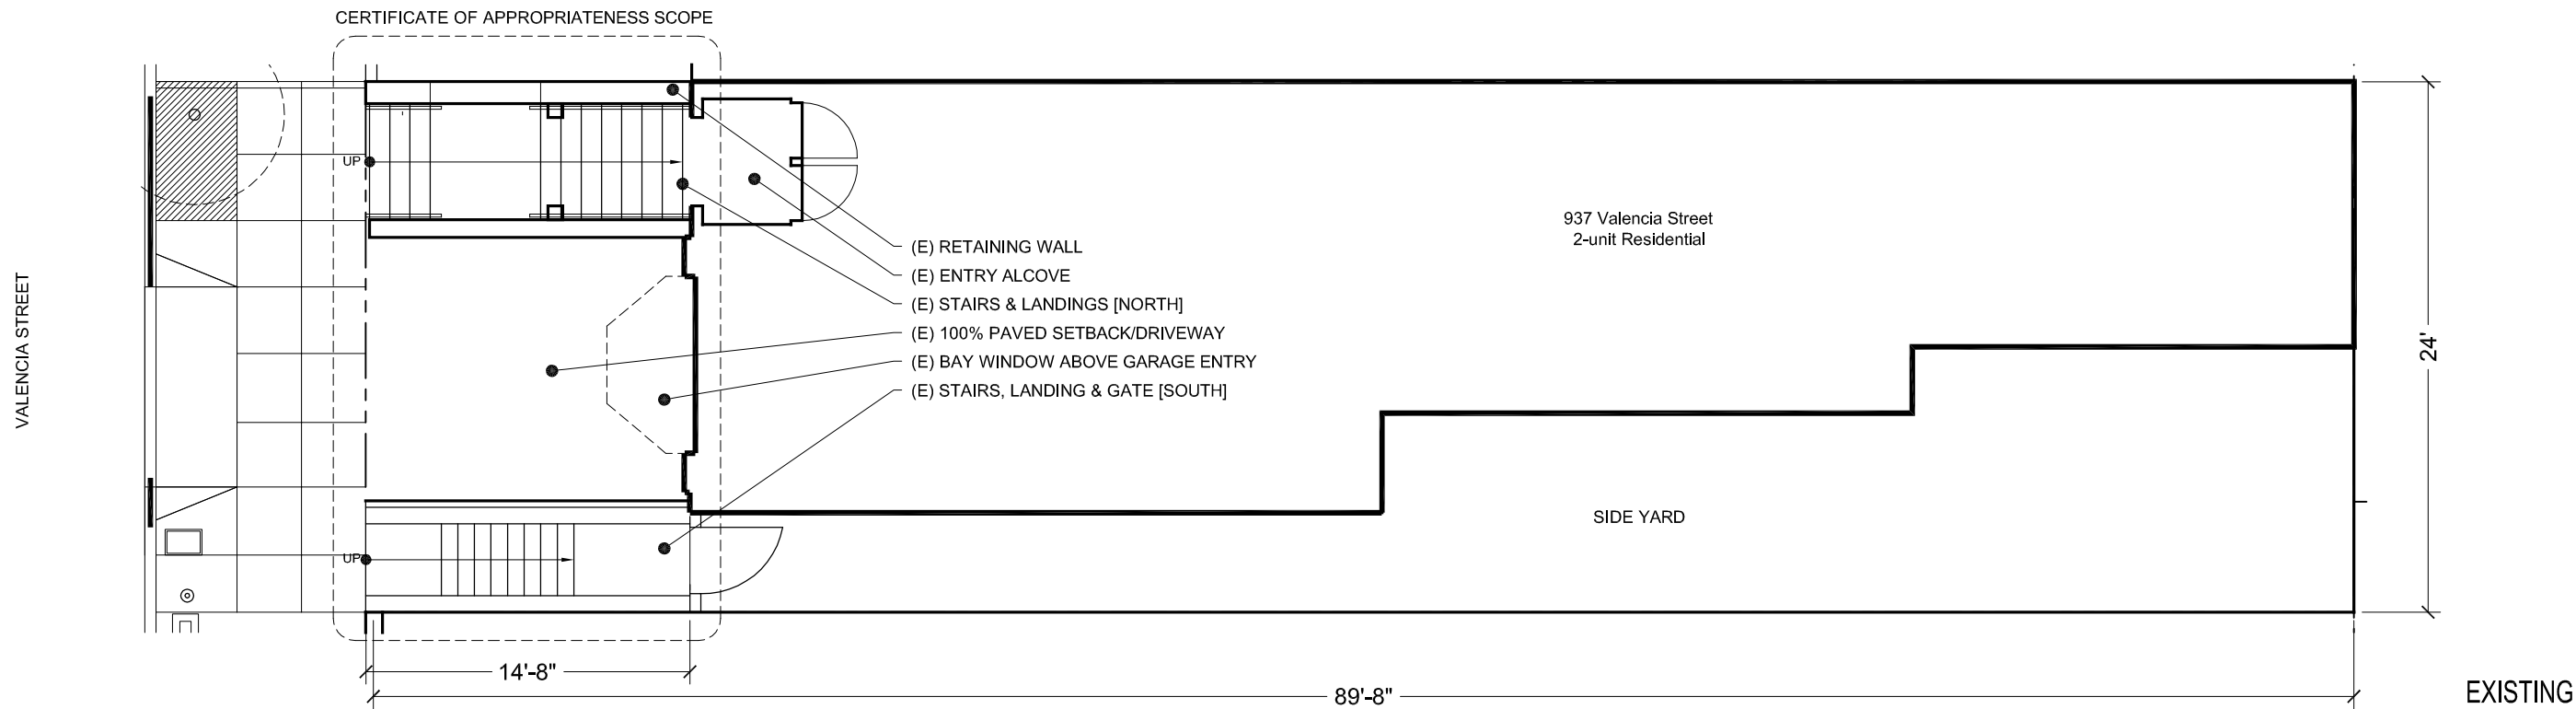 CERTIFICATE OF APPROPRIATENESS SCOPE
VALENCIA STREET
UP
(E) RETAINING WALL
(E) ENTRY ALCOVE
(E) STAIRS & LANDINGS [NORTH]
(E) 100% PAVED SETBACK/DRIVEWAY
(E) BAY WINDOW ABOVE GARAGE ENTRY
(E) STAIRS, LANDING & GATE [SOUTH]
937 Valencia Street
2-unit Residential
24'
SIDE YARD
UP
14'-8"
89'-8"
EXISTING